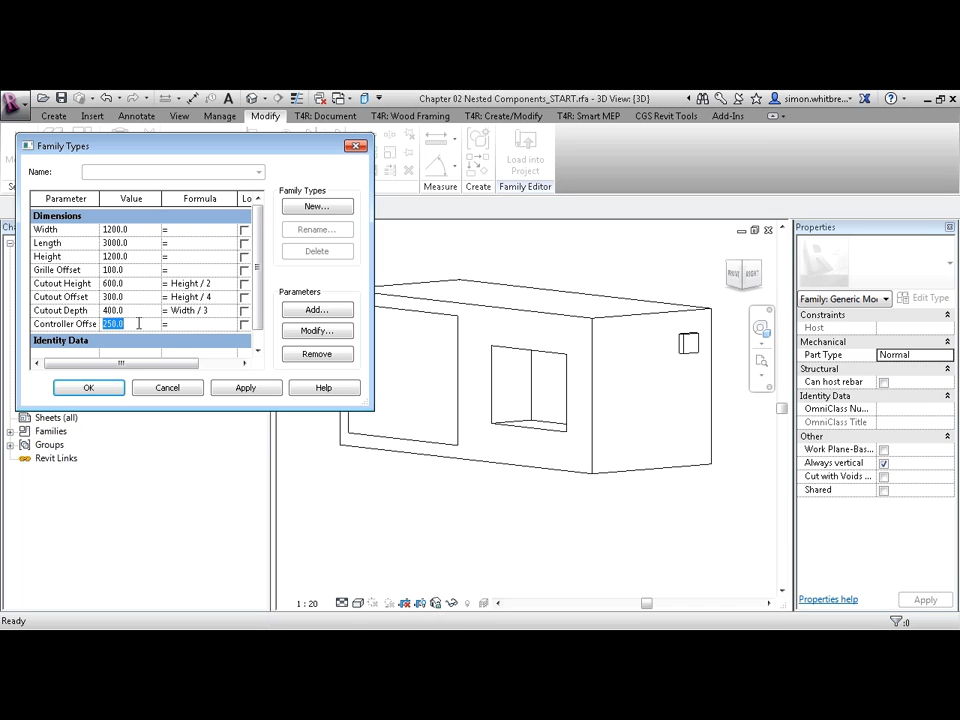 Chapter 02 Nested Components_START.rfa - 3D View: {3D}
simon.whitbre...
Create Insert Annotate View Manage Modify T4R: Document T4R: Wood Framing T4R: Create/Modify T4R: Smart MEP CGS Revit Tools Add-Ins
Load into
Project
Measure Create Family Editor
Family Types
Name:
Parameter Value Formula Lo
Dimensions
Width 1200.0 =
Length 3000.0 =
Height 1200.0 =
Grille Offset 100.0 =
Cutout Height 600.0 = Height / 2
Cutout Offset 300.0 = Height / 4
Cutout Depth 400.0 = Width / 3
Controller Offse 250.0 =
Identity Data
Family Types
New...
Rename...
Delete
Parameters
Add...
Modify...
Remove
OK Cancel Apply Help
Sheets (all)
Families
Groups
Revit Links
RIGHT
Properties
Family: Generic Mo Edit Type
Constraints
Host
Mechanical
Part Type Normal
Structural
Can host rebar
Identity Data
OmniClass Nu...
OmniClass Title
Other
Work Plane-Bas...
Always vertical
Cut with Voids ...
Shared
Properties help Apply
1 : 20
Ready
:0